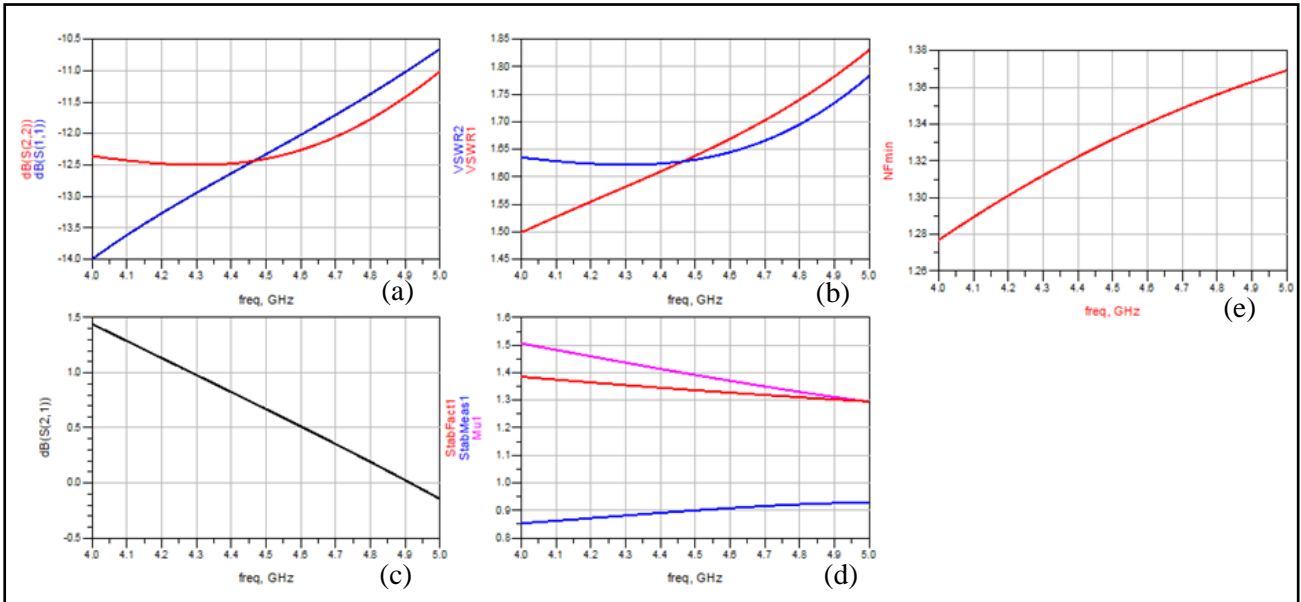 dB(S(2,2))
dB(S(1,1))
-10.5
-11.0
-11.5
-12.0
-12.5
-13.0
-13.5
-14.0
4.0 4.1 4.2 4.3 4.4 4.5 4.6 4.7 4.8 4.9 5.0
freq, GHz
(a)
VSWR2
VSWR1
1.85
1.80
1.75
1.70
1.65
1.60
1.55
1.50
1.45
4.0 4.1 4.2 4.3 4.4 4.5 4.6 4.7 4.8 4.9 5.0
freq, GHz
(b)
NFmin
1.38
1.36
1.34
1.32
1.30
1.28
1.26
4.0 4.1 4.2 4.3 4.4 4.5 4.6 4.7 4.8 4.9 5.0
freq, GHz
(e)
dB(S(2,1))
1.5
1.0
0.5
0.0
-0.5
4.0 4.1 4.2 4.3 4.4 4.5 4.6 4.7 4.8 4.9 5.0
freq, GHz
(c)
StabFact1
StabMeas1
Mu1
1.6
1.5
1.4
1.3
1.2
1.1
1.0
0.9
0.8
4.0 4.1 4.2 4.3 4.4 4.5 4.6 4.7 4.8 4.9 5.0
freq, GHz
(d)